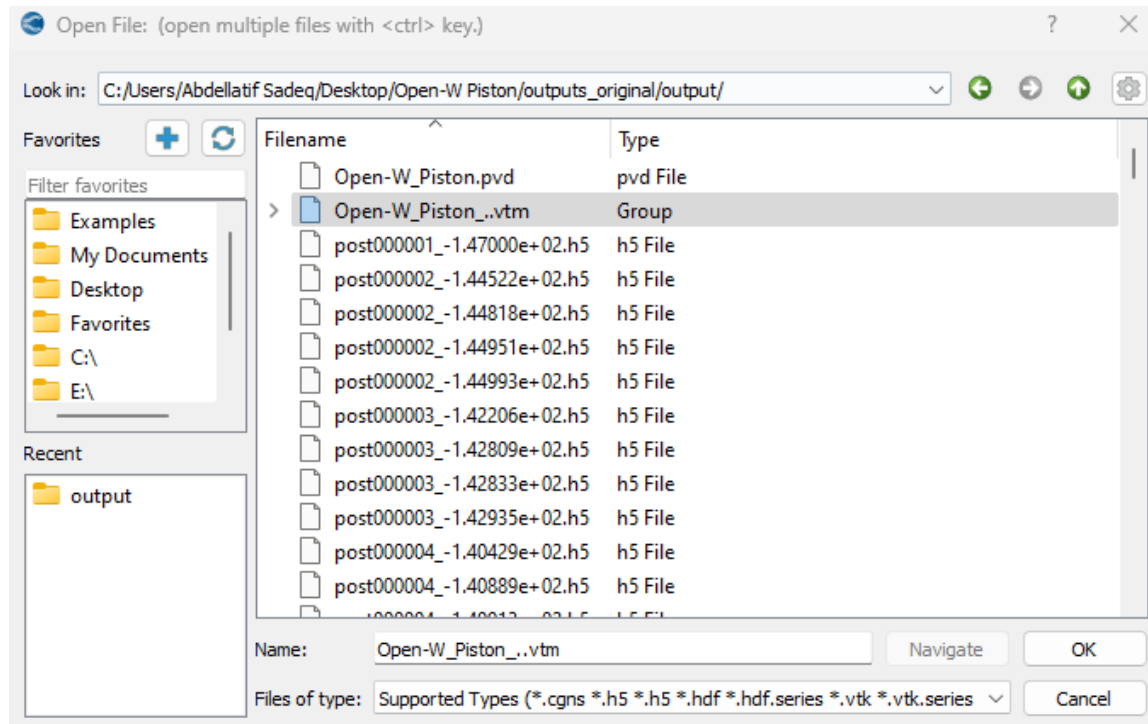 Open File: (open multiple files with <ctrl> key.) ?
Look in: C:/Users/Abdellatif Sadeq/Desktop/Open-W Piston/outputs_original/output/
Favorites
Filter favorites
Examples
My Documents
Desktop
Favorites
C:\
E:\
Recent
output
Filename Type
Open-W_Piston.pvd pvd File
Open-W_Piston_..vtm Group
post000001_-1.47000e+02.h5 h5 File
post000002_-1.44522e+02.h5 h5 File
post000002_-1.44818e+02.h5 h5 File
post000002_-1.44951e+02.h5 h5 File
post000002_-1.44993e+02.h5 h5 File
post000003_-1.42206e+02.h5 h5 File
post000003_-1.42809e+02.h5 h5 File
post000003_-1.42833e+02.h5 h5 File
post000003_-1.42935e+02.h5 h5 File
post000004_-1.40429e+02.h5 h5 File
post000004_-1.40889e+02.h5 h5 File
Name: Open-W_Piston_..vtm Navigate OK
Files of type: Supported Types (*.cgns *.h5 *.h5 *.hdf *.hdf.series *.vtk *.vtk.series Cancel